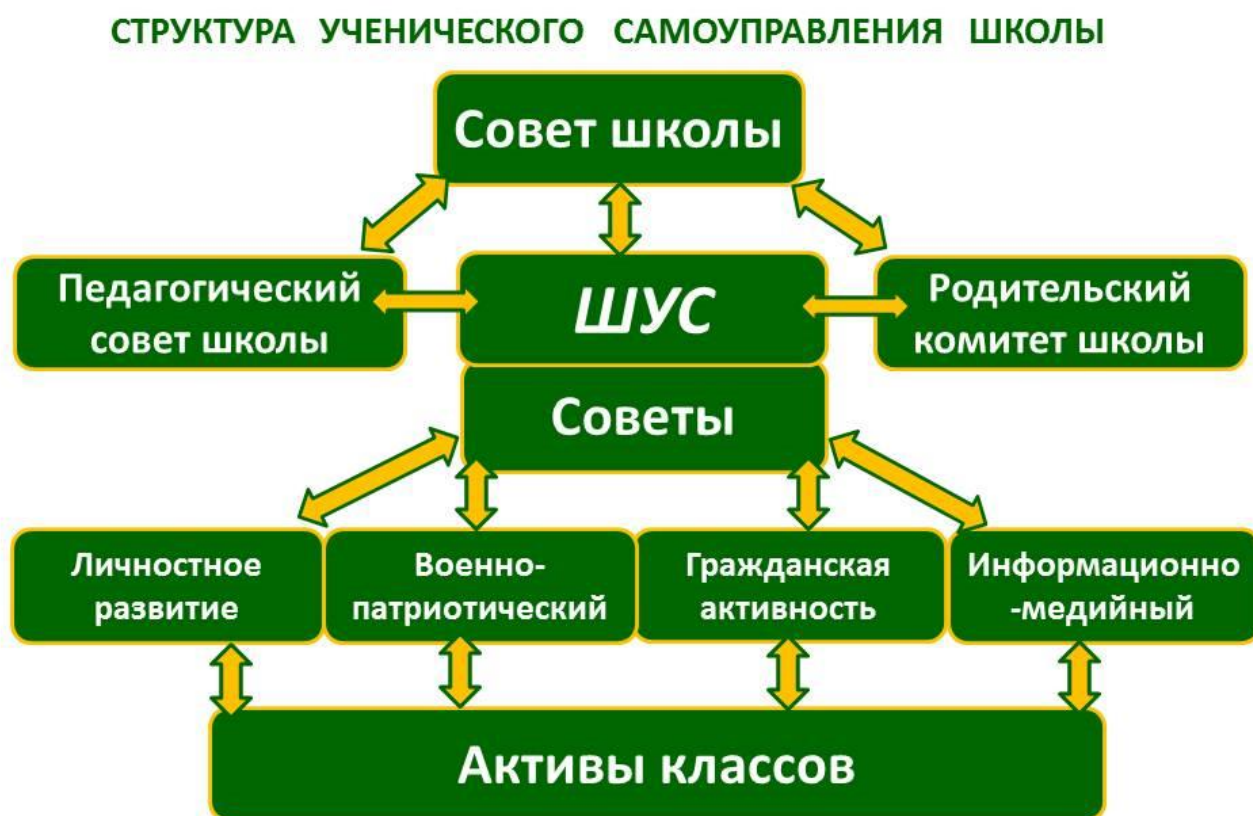 СТРУКТУРА УЧЕНИЧЕСКОГО САМОУПРАВЛЕНИЯ ШКОЛЫ
Совет школы
Педагогический
совет школы
ШУС
Родительский
комитет школы
Советы
Личностное
развитие
Военно-
патриотический
Гражданская
активность
Информационно
-медийный
Активы классов